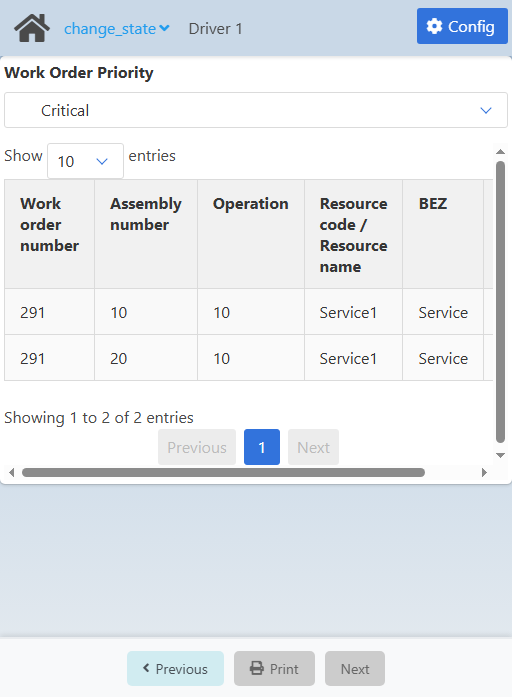 change_state Driver 1 Config
Work Order Priority
Critical
Show 10 entries
Work order number Assembly number Operation Resource code / Resource name BEZ
291 10 10 Service1 Service
291 20 10 Service1 Service
Showing 1 to 2 of 2 entries
Previous 1 Next
Previous Print Next